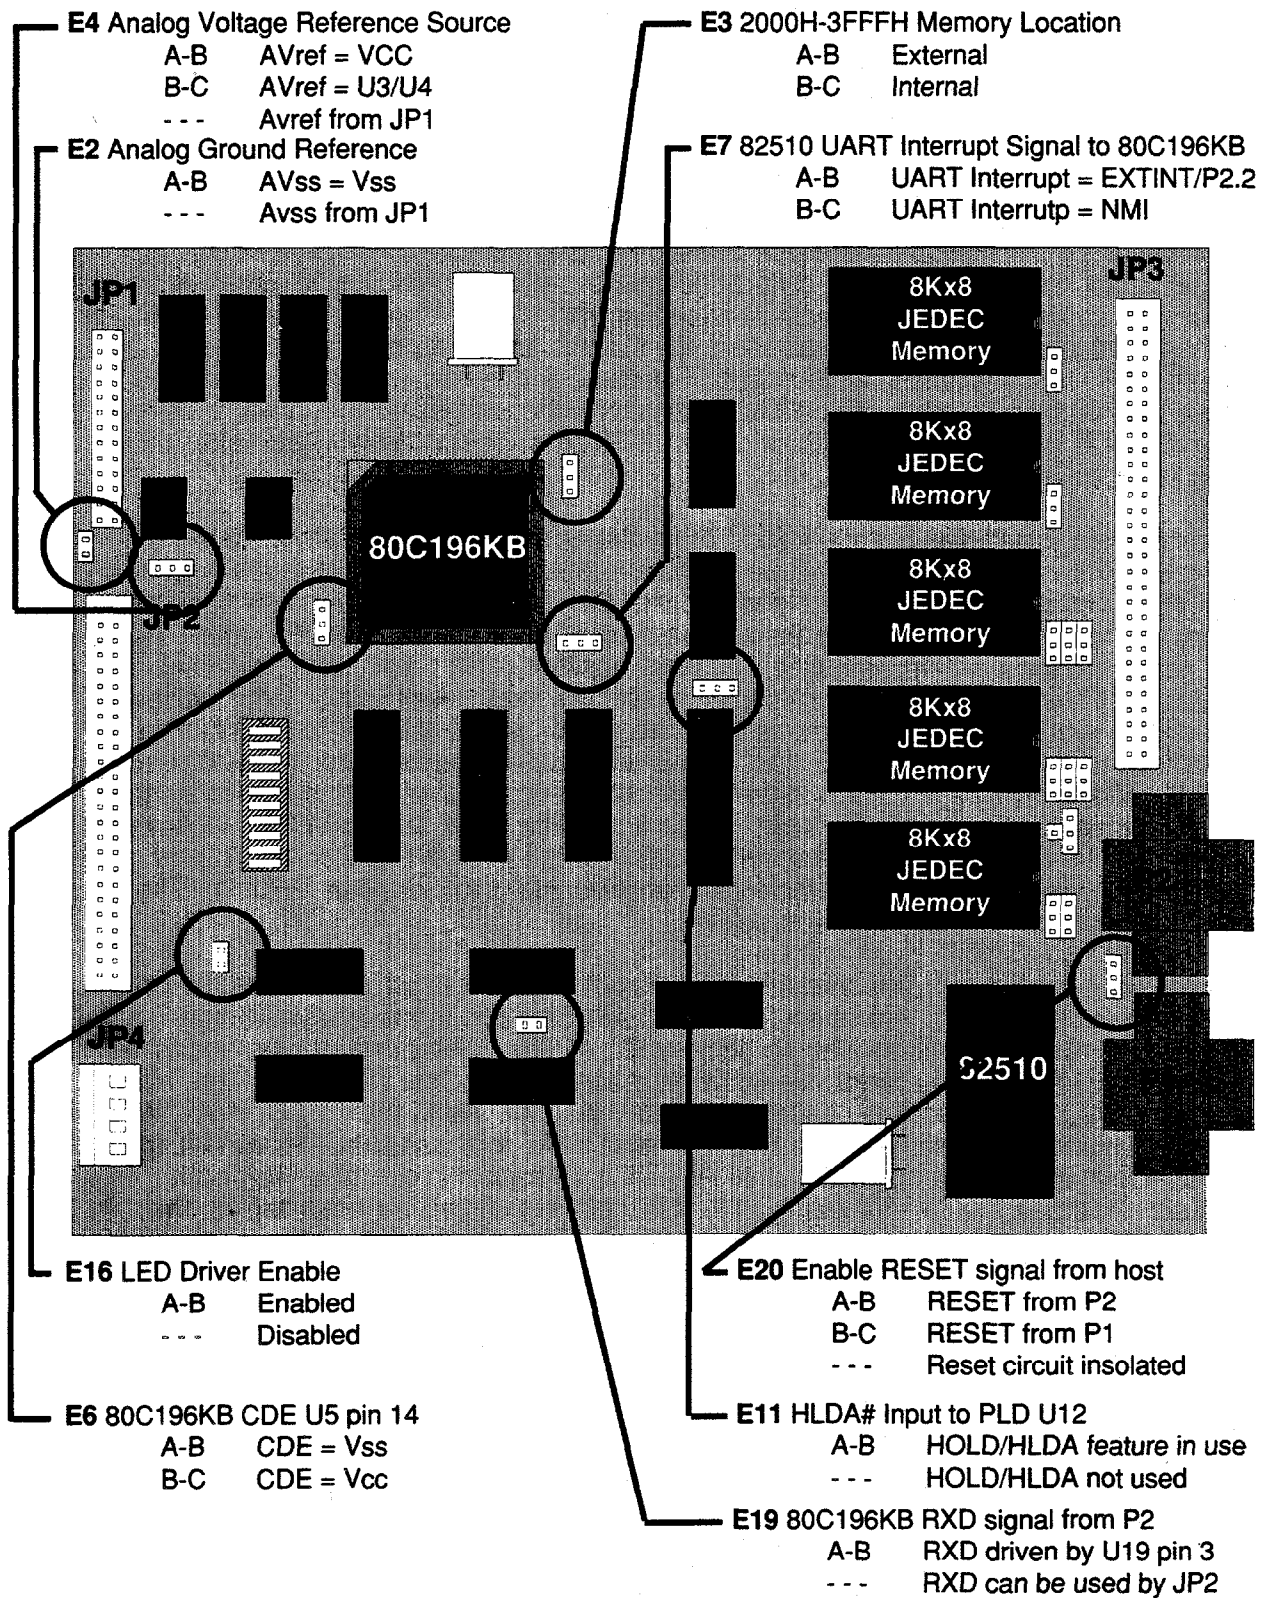 E4 Analog Voltage Reference Source
A-B AVref = VCC
B-C AVref = U3/U4
- - - Avref from JP1
E2 Analog Ground Reference
A-B AVss = Vss
- - - Avss from JP1
E3 2000H-3FFFH Memory Location
A-B External
B-C Internal
E7 82510 UART Interrupt Signal to 80C196KB
A-B UART Interrupt = EXTINT/P2.2
B-C UART Interrutp = NMI
JP1
JP3
8Kx8
JEDEC
Memory
8Kx8
JEDEC
Memory
80C196KB
8Kx8
JEDEC
Memory
JP2
8Kx8
JEDEC
Memory
8Kx8
JEDEC
Memory
JP4
82510
E16 LED Driver Enable
A-B Enabled
- - - Disabled
E6 80C196KB CDE U5 pin 14
A-B CDE = Vss
B-C CDE = Vcc
E20 Enable RESET signal from host
A-B RESET from P2
B-C RESET from P1
- - - Reset circuit insolated
E11 HLDA# Input to PLD U12
A-B HOLD/HLDA feature in use
- - - HOLD/HLDA not used
E19 80C196KB RXD signal from P2
A-B RXD driven by U19 pin 3
- - - RXD can be used by JP2